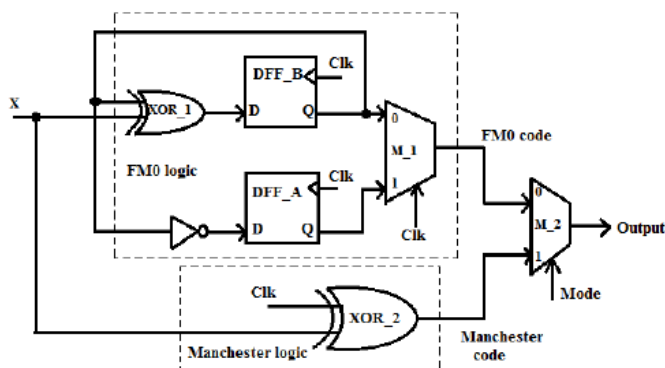 Clk
DFF_B
X
XOR_1
D
Q
0
M_1
1
FM0 code
FM0 logic
Clk
DFF_A
D
Q
Clk
0
M_2
1
Output
Mode
Clk
XOR_2
Manchester logic
Manchester
code